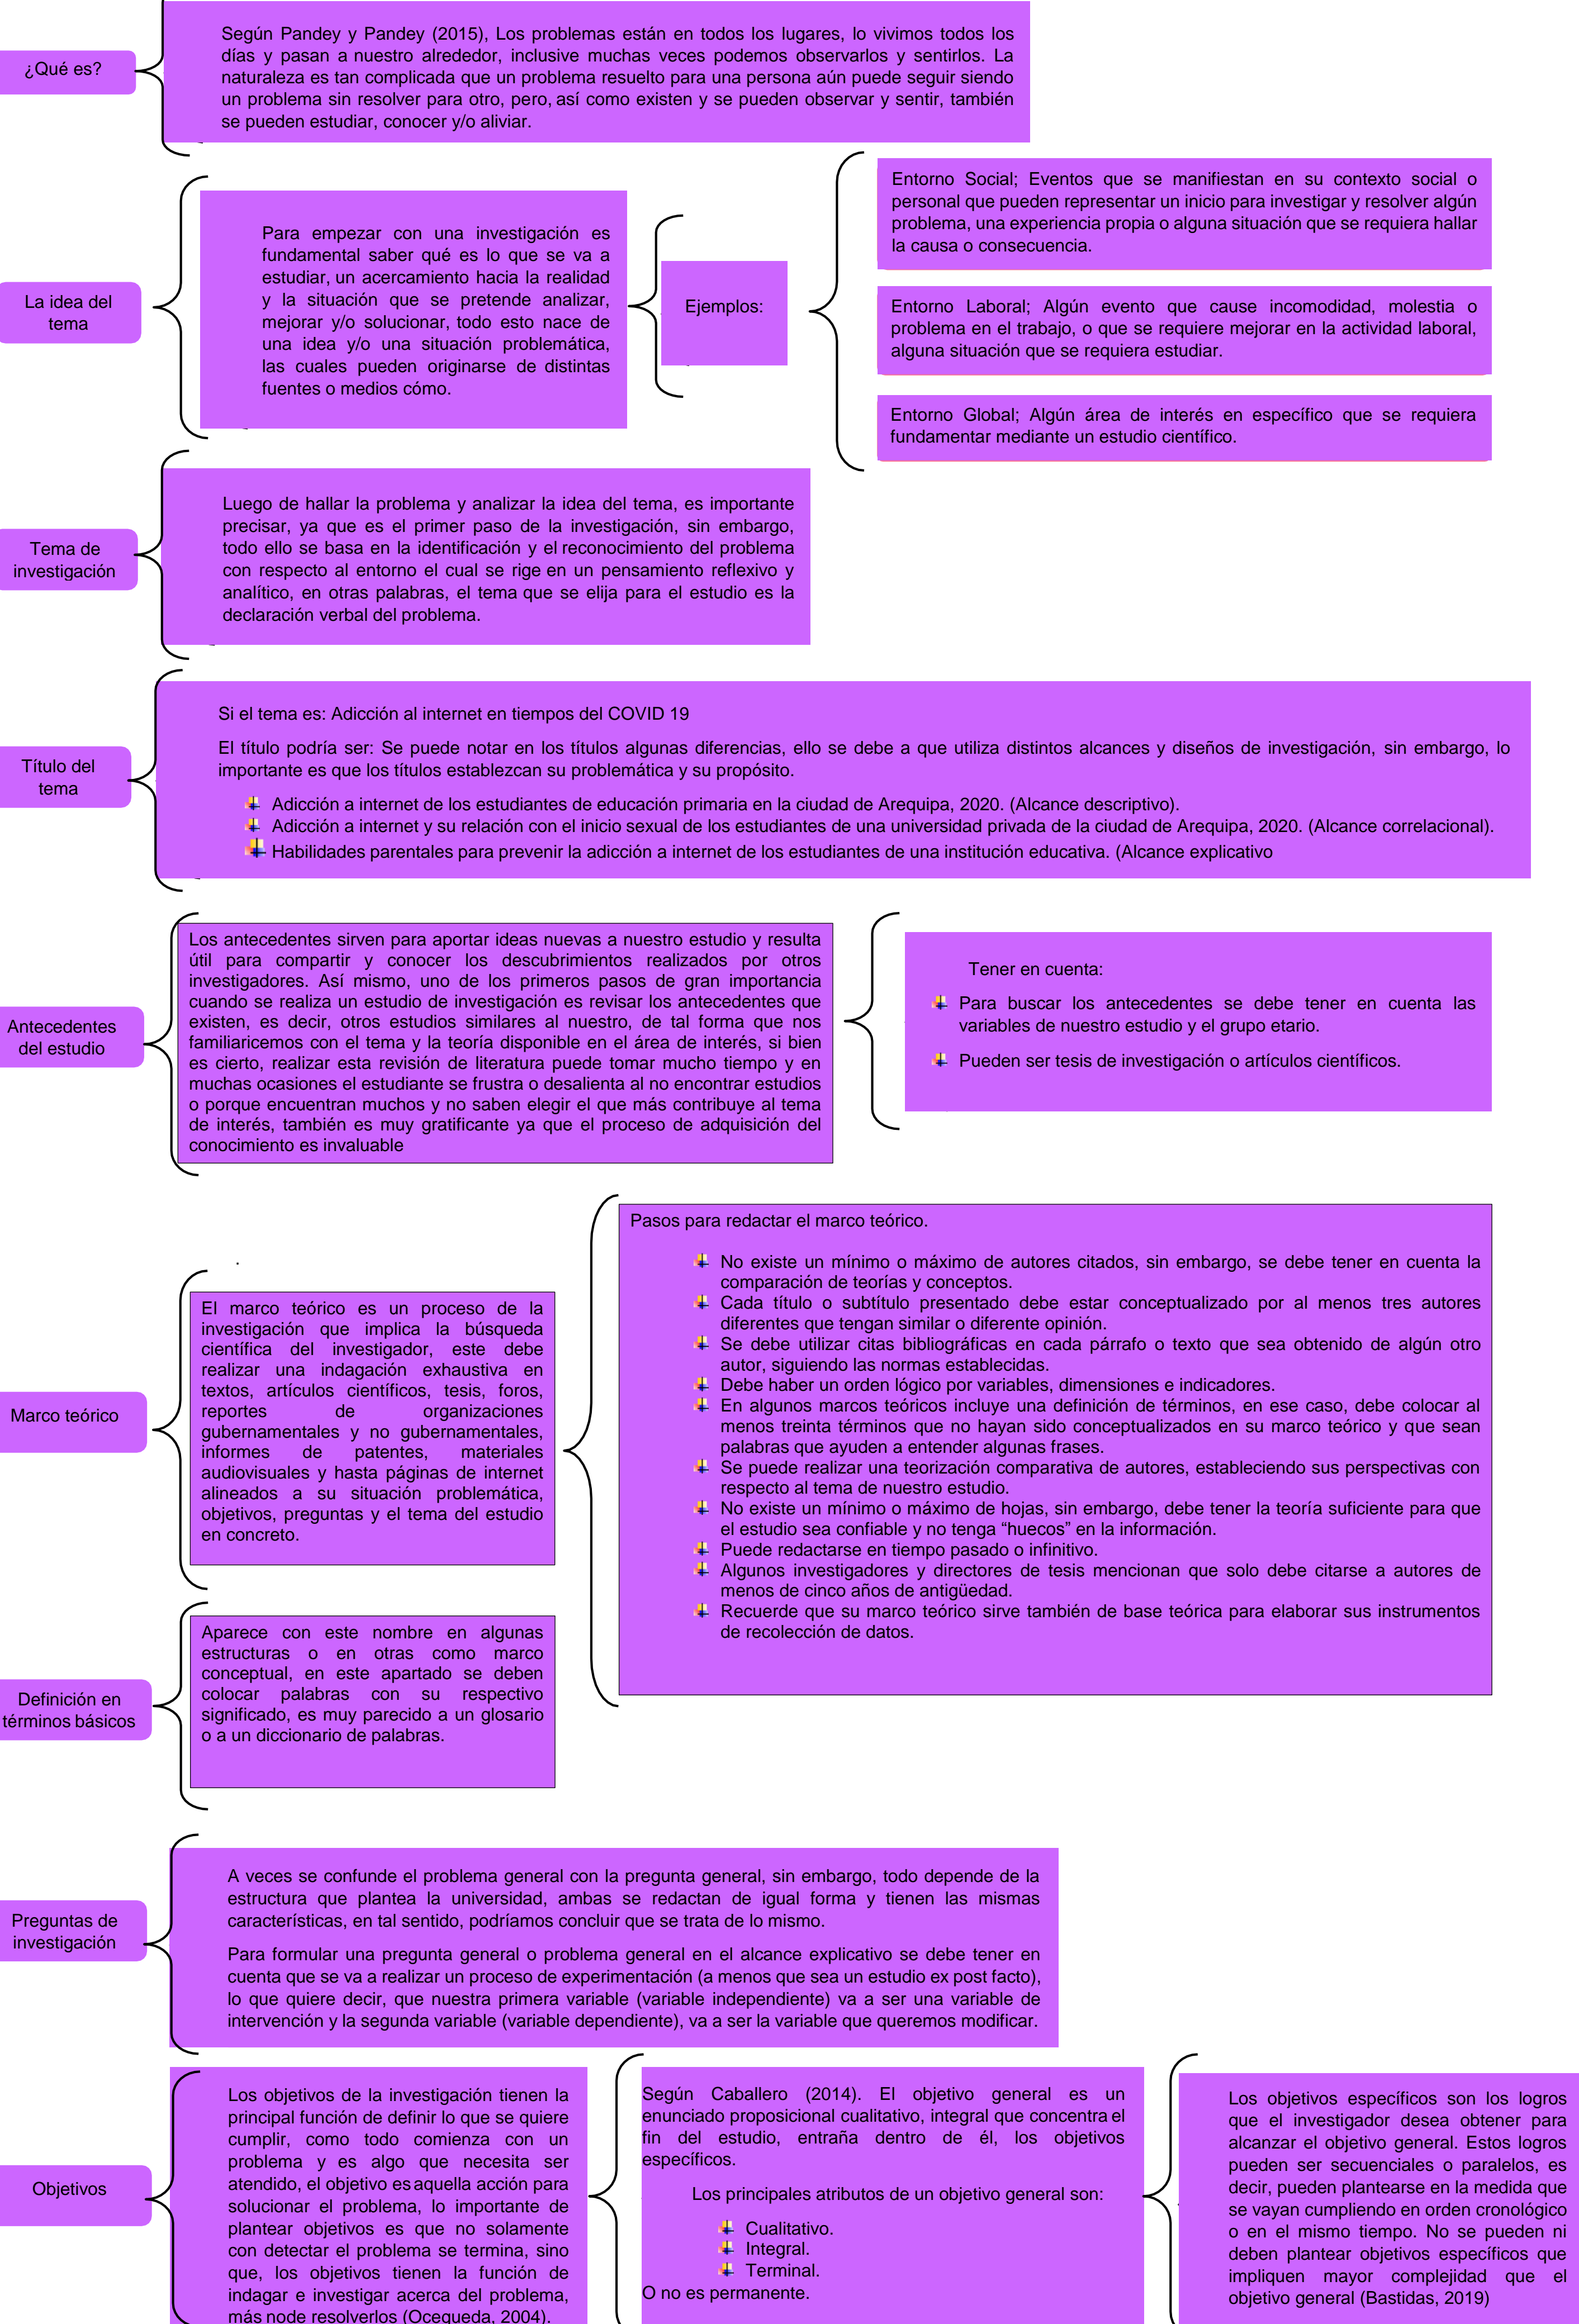 ¿Qué es?
Según Pandey y Pandey (2015), Los problemas están en todos los lugares, lo vivimos todos los
días y pasan a nuestro alrededor, inclusive muchas veces podemos observarlos y sentirlos. La
naturaleza es tan complicada que un problema resuelto para una persona aún puede seguir siendo
un problema sin resolver para otro, pero, así como existen y se pueden observar y sentir, también
se pueden estudiar, conocer y/o aliviar.
La idea del
tema
Para empezar con una investigación es
fundamental saber qué es lo que se va a
estudiar, un acercamiento hacia la realidad
y la situación que se pretende analizar,
mejorar y/o solucionar, todo esto nace de
una idea y/o una situación problemática,
las cuales pueden originarse de distintas
fuentes o medios cómo.
Ejemplos:
Entorno Social; Eventos que se manifiestan en su contexto social o
personal que pueden representar un inicio para investigar y resolver algún
problema, una experiencia propia o alguna situación que se requiera hallar
la causa o consecuencia.
Entorno Laboral; Algún evento que cause incomodidad, molestia o
problema en el trabajo, o que se requiere mejorar en la actividad laboral,
alguna situación que se requiera estudiar.
Entorno Global; Algún área de interés en específico que se requiera
fundamentar mediante un estudio científico.
Tema de
investigación
Luego de hallar la problema y analizar la idea del tema, es importante
precisar, ya que es el primer paso de la investigación, sin embargo,
todo ello se basa en la identificación y el reconocimiento del problema
con respecto al entorno el cual se rige en un pensamiento reflexivo y
analítico, en otras palabras, el tema que se elija para el estudio es la
declaración verbal del problema.
Título del
tema
Si el tema es: Adicción al internet en tiempos del COVID 19
El título podría ser: Se puede notar en los títulos algunas diferencias, ello se debe a que utiliza distintos alcances y diseños de investigación, sin embargo, lo
importante es que los títulos establezcan su problemática y su propósito.
Adicción a internet de los estudiantes de educación primaria en la ciudad de Arequipa, 2020. (Alcance descriptivo).
Adicción a internet y su relación con el inicio sexual de los estudiantes de una universidad privada de la ciudad de Arequipa, 2020. (Alcance correlacional).
Habilidades parentales para prevenir la adicción a internet de los estudiantes de una institución educativa. (Alcance explicativo
Antecedentes
del estudio
Los antecedentes sirven para aportar ideas nuevas a nuestro estudio y resulta
útil para compartir y conocer los descubrimientos realizados por otros
investigadores. Así mismo, uno de los primeros pasos de gran importancia
cuando se realiza un estudio de investigación es revisar los antecedentes que
existen, es decir, otros estudios similares al nuestro, de tal forma que nos
familiaricemos con el tema y la teoría disponible en el área de interés, si bien
es cierto, realizar esta revisión de literatura puede tomar mucho tiempo y en
muchas ocasiones el estudiante se frustra o desalienta al no encontrar estudios
o porque encuentran muchos y no saben elegir el que más contribuye al tema
de interés, también es muy gratificante ya que el proceso de adquisición del
conocimiento es invaluable
Tener en cuenta:
Para buscar los antecedentes se debe tener en cuenta las
variables de nuestro estudio y el grupo etario.
Pueden ser tesis de investigación o artículos científicos.
Marco teórico
.
El marco teórico es un proceso de la
investigación que implica la búsqueda
científica del investigador, este debe
realizar una indagación exhaustiva en
textos, artículos científicos, tesis, foros,
reportes de organizaciones
gubernamentales y no gubernamentales,
informes de patentes, materiales
audiovisuales y hasta páginas de internet
alineados a su situación problemática,
objetivos, preguntas y el tema del estudio
en concreto.
Pasos para redactar el marco teórico.
No existe un mínimo o máximo de autores citados, sin embargo, se debe tener en cuenta la
comparación de teorías y conceptos.
Cada título o subtítulo presentado debe estar conceptualizado por al menos tres autores
diferentes que tengan similar o diferente opinión.
Se debe utilizar citas bibliográficas en cada párrafo o texto que sea obtenido de algún otro
autor, siguiendo las normas establecidas.
Debe haber un orden lógico por variables, dimensiones e indicadores.
En algunos marcos teóricos incluye una definición de términos, en ese caso, debe colocar al
menos treinta términos que no hayan sido conceptualizados en su marco teórico y que sean
palabras que ayuden a entender algunas frases.
Se puede realizar una teorización comparativa de autores, estableciendo sus perspectivas con
respecto al tema de nuestro estudio.
No existe un mínimo o máximo de hojas, sin embargo, debe tener la teoría suficiente para que
el estudio sea confiable y no tenga “huecos” en la información.
Puede redactarse en tiempo pasado o infinitivo.
Algunos investigadores y directores de tesis mencionan que solo debe citarse a autores de
menos de cinco años de antigüedad.
Recuerde que su marco teórico sirve también de base teórica para elaborar sus instrumentos
de recolección de datos.
Definición en
términos básicos
Aparece con este nombre en algunas
estructuras o en otras como marco
conceptual, en este apartado se deben
colocar palabras con su respectivo
significado, es muy parecido a un glosario
o a un diccionario de palabras.
Preguntas de
investigación
A veces se confunde el problema general con la pregunta general, sin embargo, todo depende de la
estructura que plantea la universidad, ambas se redactan de igual forma y tienen las mismas
características, en tal sentido, podríamos concluir que se trata de lo mismo.
Para formular una pregunta general o problema general en el alcance explicativo se debe tener en
cuenta que se va a realizar un proceso de experimentación (a menos que sea un estudio ex post facto),
lo que quiere decir, que nuestra primera variable (variable independiente) va a ser una variable de
intervención y la segunda variable (variable dependiente), va a ser la variable que queremos modificar.
Objetivos
Los objetivos de la investigación tienen la
principal función de definir lo que se quiere
cumplir, como todo comienza con un
problema y es algo que necesita ser
atendido, el objetivo es aquella acción para
solucionar el problema, lo importante de
plantear objetivos es que no solamente
con detectar el problema se termina, sino
que, los objetivos tienen la función de
indagar e investigar acerca del problema,
más node resolverlos (Ocegueda, 2004).
Según Caballero (2014). El objetivo general es un
enunciado proposicional cualitativo, integral que concentra el
fin del estudio, entraña dentro de él, los objetivos
específicos.
Los principales atributos de un objetivo general son:
Cualitativo.
Integral.
Terminal.
O no es permanente.
Los objetivos específicos son los logros
que el investigador desea obtener para
alcanzar el objetivo general. Estos logros
pueden ser secuenciales o paralelos, es
decir, pueden plantearse en la medida que
se vayan cumpliendo en orden cronológico
o en el mismo tiempo. No se pueden ni
deben plantear objetivos específicos que
impliquen mayor complejidad que el
objetivo general (Bastidas, 2019)